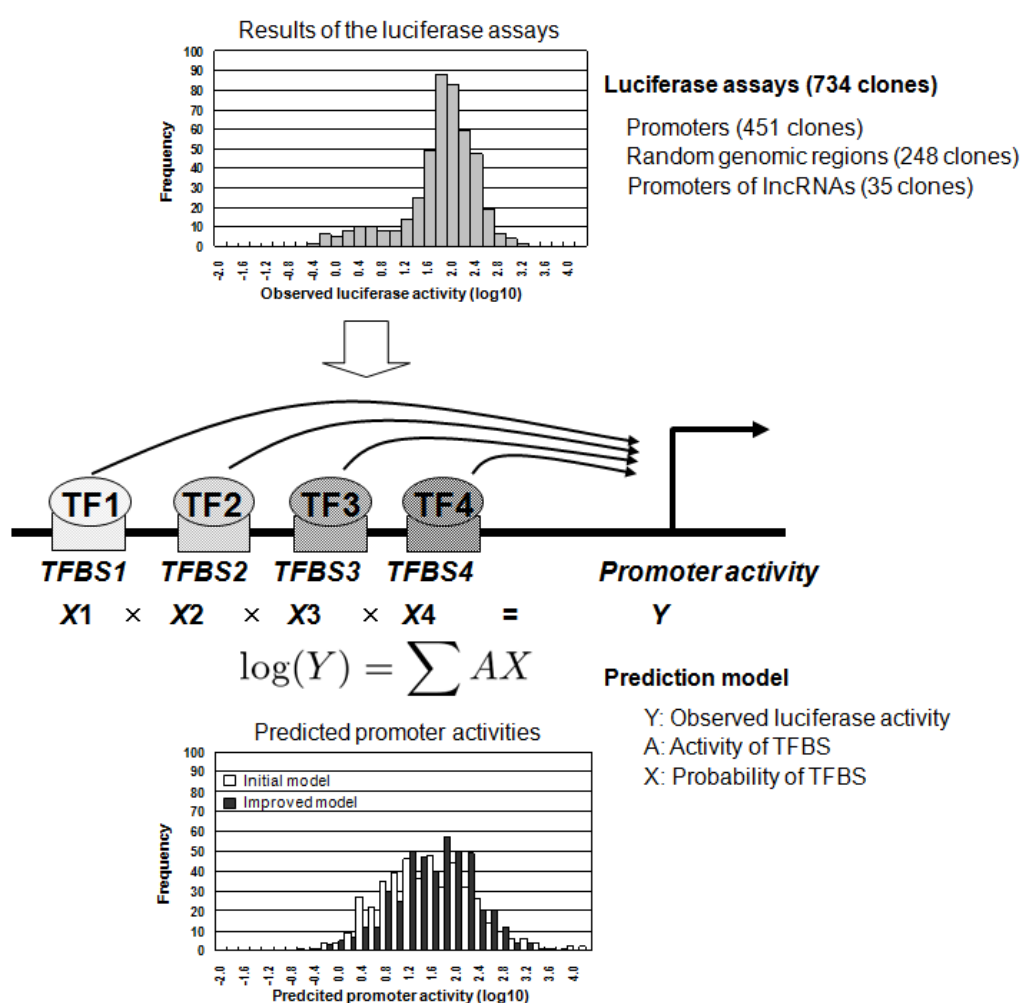 Results of the luciferase assays
100
90
80
70
60
50
40
30
20
10
0
Frequency
-2.0 -1.6 -1.2 -0.8 -0.4 0.0 0.4 0.8 1.2 1.6 2.0 2.4 2.8 3.2 3.6 4.0
Observed luciferase activity (log10)
Luciferase assays (734 clones)
Promoters (451 clones)
Random genomic regions (248 clones)
Promoters of lncRNAs (35 clones)
TF1 TF2 TF3 TF4
TFBS1 TFBS2 TFBS3 TFBS4 Promoter activity
X1 × X2 × X3 × X4 = Y
log(Y) = ∑ AX
Prediction model
Y: Observed luciferase activity
A: Activity of TFBS
X: Probability of TFBS
Predicted promoter activities
100
90
80
70
60
50
40
30
20
10
0
Frequency
Initial model
Improved model
-2.0 -1.6 -1.2 -0.8 -0.4 0.0 0.4 0.8 1.2 1.6 2.0 2.4 2.8 3.2 3.6 4.0
Predcited promoter activity (log10)